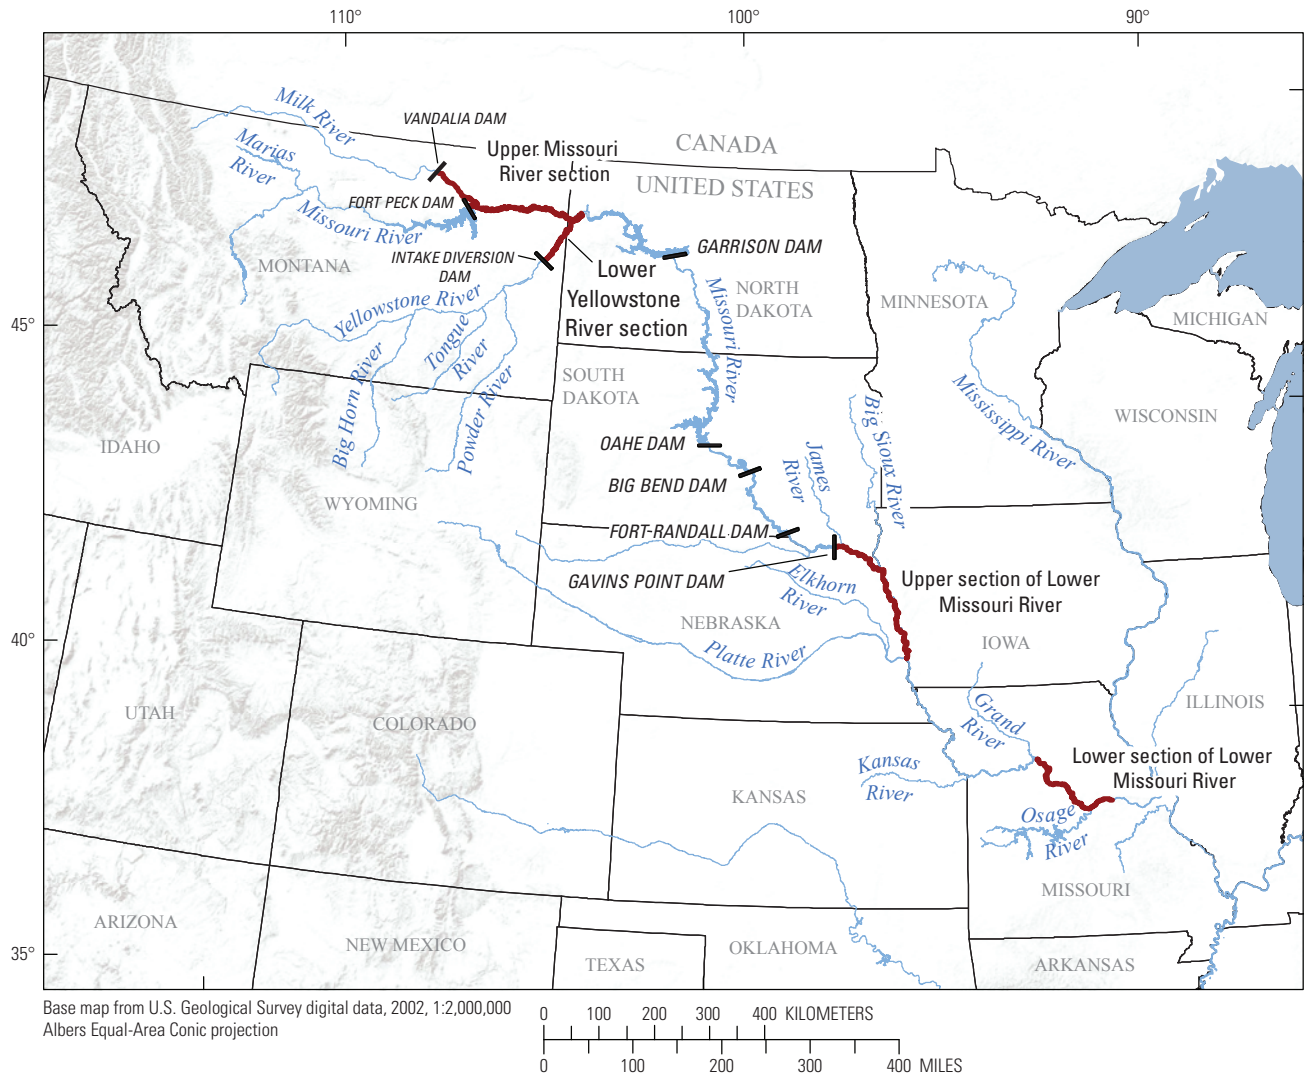 110°
100°
90°
Milk River
VANDALIA DAM
Marias
River
Upper Missouri
River section
CANADA
UNITED STATES
FORT PECK DAM
Missouri River
INTAKE DIVERSION
DAM
MONTANA
GARRISON DAM
Lower
Yellowstone
River section
NORTH
DAKOTA
Missouri River
MINNESOTA
MICHIGAN
45°
Yellowstone River
Tongue
River
Big Horn River
Powder River
SOUTH
DAKOTA
Mississippi River
WISCONSIN
IDAHO
OAHE DAM
BIG BEND DAM
James
River
Big Sioux River
WYOMING
FORT-RANDALL DAM
GAVINS POINT DAM
Elkhorn
River
Upper section of Lower
Missouri River
NEBRASKA
IOWA
40°
Platte River
UTAH
COLORADO
Grand
River
ILLINOIS
Kansas
River
Lower section of Lower
Missouri River
KANSAS
Osage
River
MISSOURI
ARIZONA
NEW MEXICO
TEXAS
OKLAHOMA
ARKANSAS
35°
Base map from U.S. Geological Survey digital data, 2002, 1:2,000,000
Albers Equal-Area Conic projection
0 100 200 300 400 KILOMETERS
0 100 200 300 400 MILES